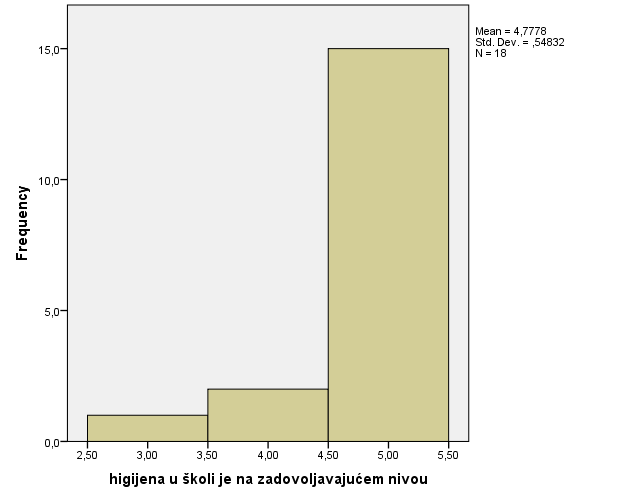 Mean = 4,7778
Std. Dev. = ,54832
N = 18
15,0
10,0
5,0
0,0
Frequency
2,50 3,00 3,50 4,00 4,50 5,00 5,50
higijena u školi je na zadovoljavajućem nivou